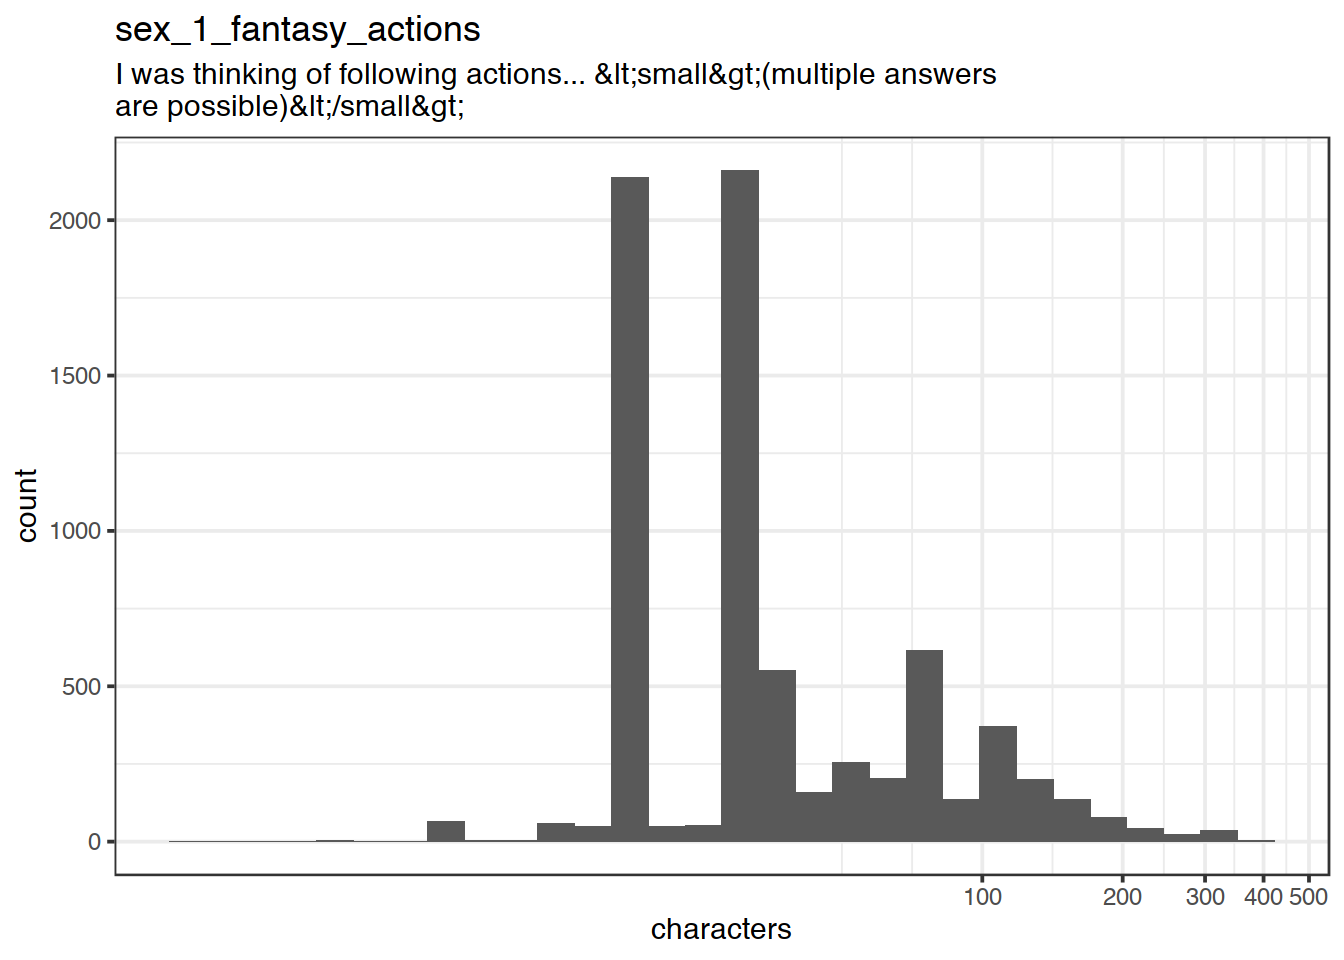 sex_1_fantasy_actions
I was thinking of following actions... &lt;small&gt;(multiple answers
are possible)&lt;/small&gt;
2000
1500
1000
500
0
count
100 200 300 400 500
characters